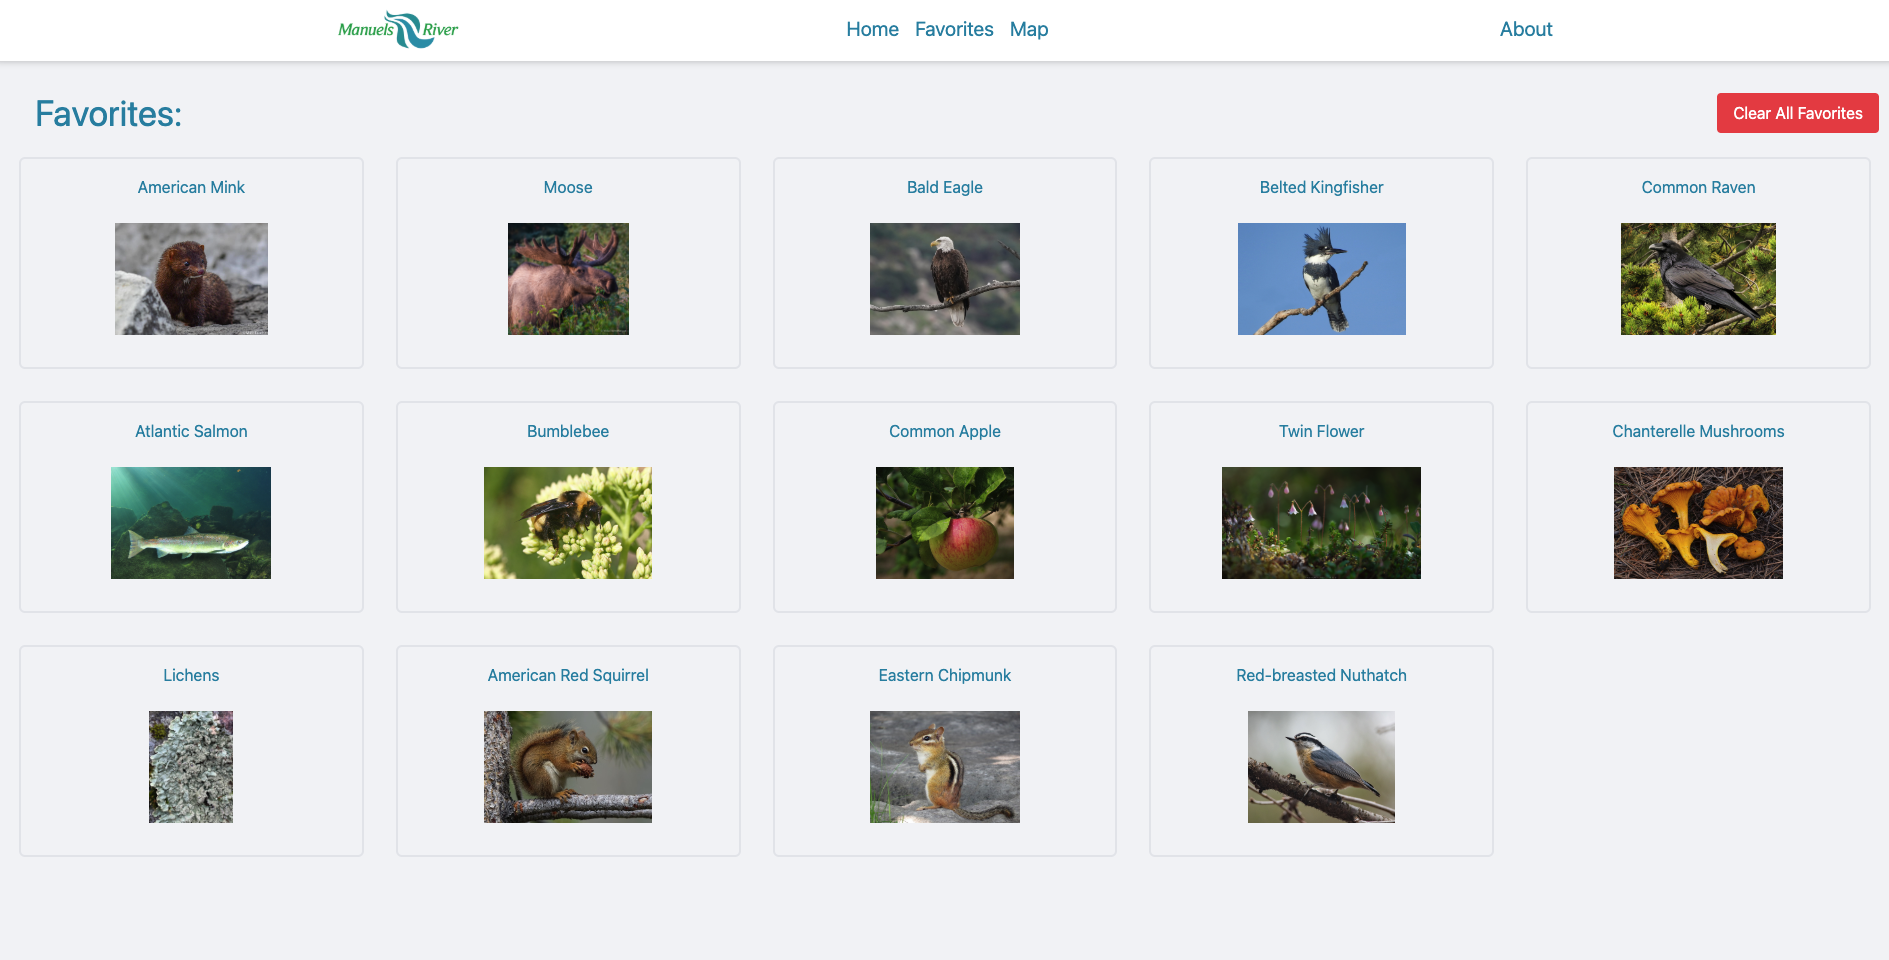 Manuels River
Home Favorites Map
About
Favorites:
Clear All Favorites
American Mink
Moose
Bald Eagle
Belted Kingfisher
Common Raven
Atlantic Salmon
Bumblebee
Common Apple
Twin Flower
Chanterelle Mushrooms
Lichens
American Red Squirrel
Eastern Chipmunk
Red-breasted Nuthatch